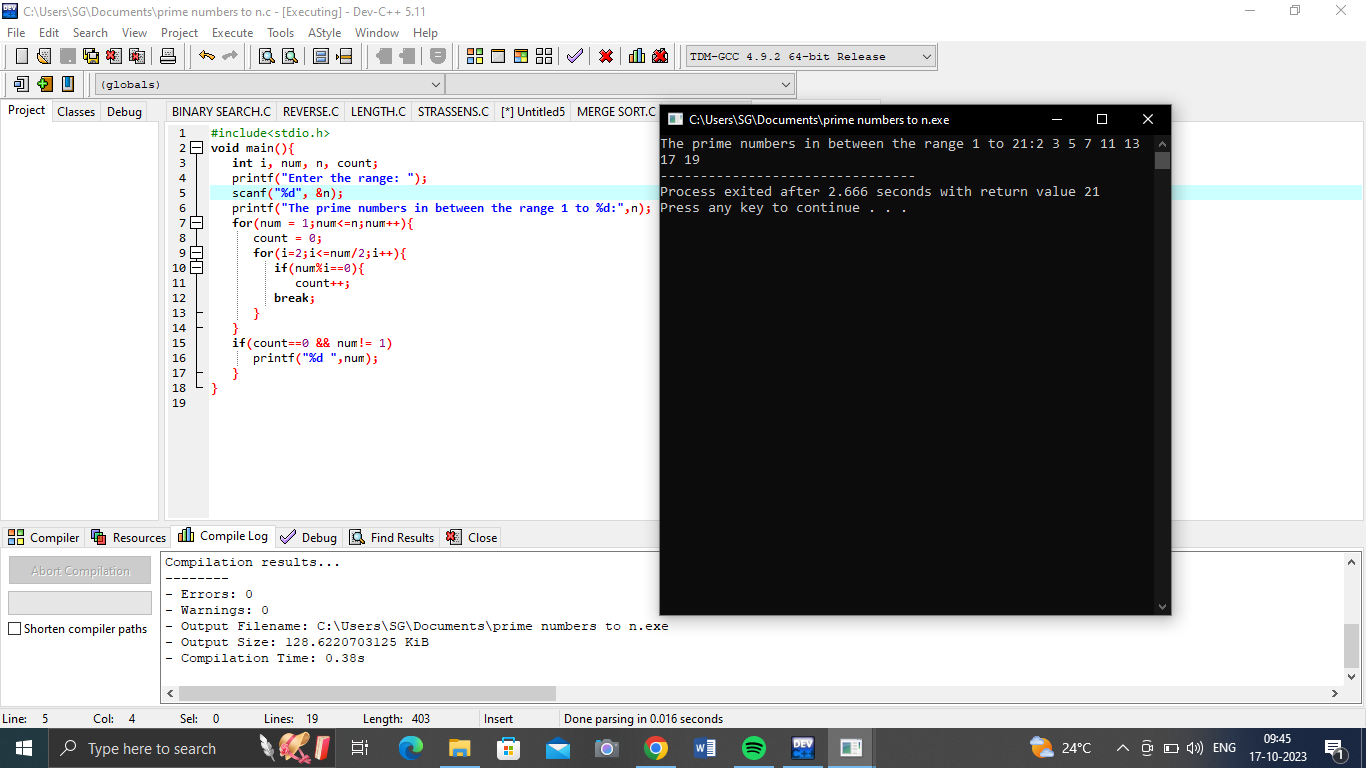 C:\Users\SG\Documents\prime numbers to n.c - [Executing] - Dev-C++ 5.11
File Edit Search View Project Execute Tools AStyle Window Help
TDM-GCC 4.9.2 64-bit Release
(globals)
Project Classes Debug
BINARY SEARCH.C REVERSE.C LENGTH.C STRASSENS.C [*] Untitled5 MERGE SORT.C
1 #include<stdio.h>
2 void main(){
3 int i, num, n, count;
4 printf("Enter the range: ");
5 scanf("%d", &n);
6 printf("The prime numbers in between the range 1 to %d:",n);
7 for(num = 1;num<=n;num++){
8 count = 0;
9 for(i=2;i<=num/2;i++){
10 if(num%i==0){
11 count++;
12 break;
13 }
14 }
15 if(count==0 && num!= 1)
16 printf("%d ",num);
17 }
18 }
19
C:\Users\SG\Documents\prime numbers to n.exe
The prime numbers in between the range 1 to 21:2 3 5 7 11 13
17 19
--------------------------------
Process exited after 2.666 seconds with return value 21
Press any key to continue . . .
Compiler Resources Compile Log Debug Find Results Close
Abort Compilation
Shorten compiler paths
Compilation results...
--------
- Errors: 0
- Warnings: 0
- Output Filename: C:\Users\SG\Documents\prime numbers to n.exe
- Output Size: 128.6220703125 KiB
- Compilation Time: 0.38s
Line: 5 Col: 4 Sel: 0 Lines: 19 Length: 403 Insert Done parsing in 0.016 seconds
Type here to search
24°C ENG
09:45
17-10-2023
1